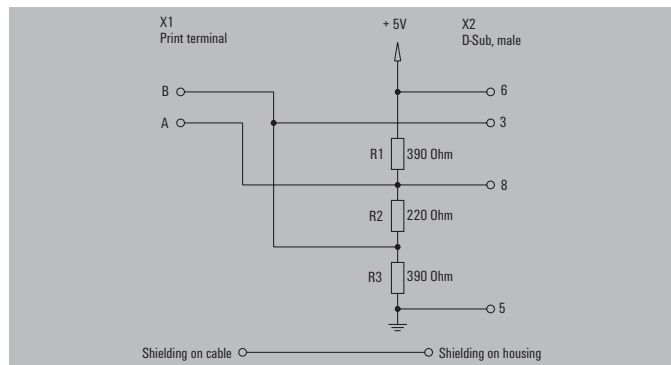 X1
Print terminal
+ 5V
X2
D-Sub, male
B
6
A
3
R1
390 Ohm
8
R2
220 Ohm
R3
390 Ohm
5
Shielding on cable
Shielding on housing